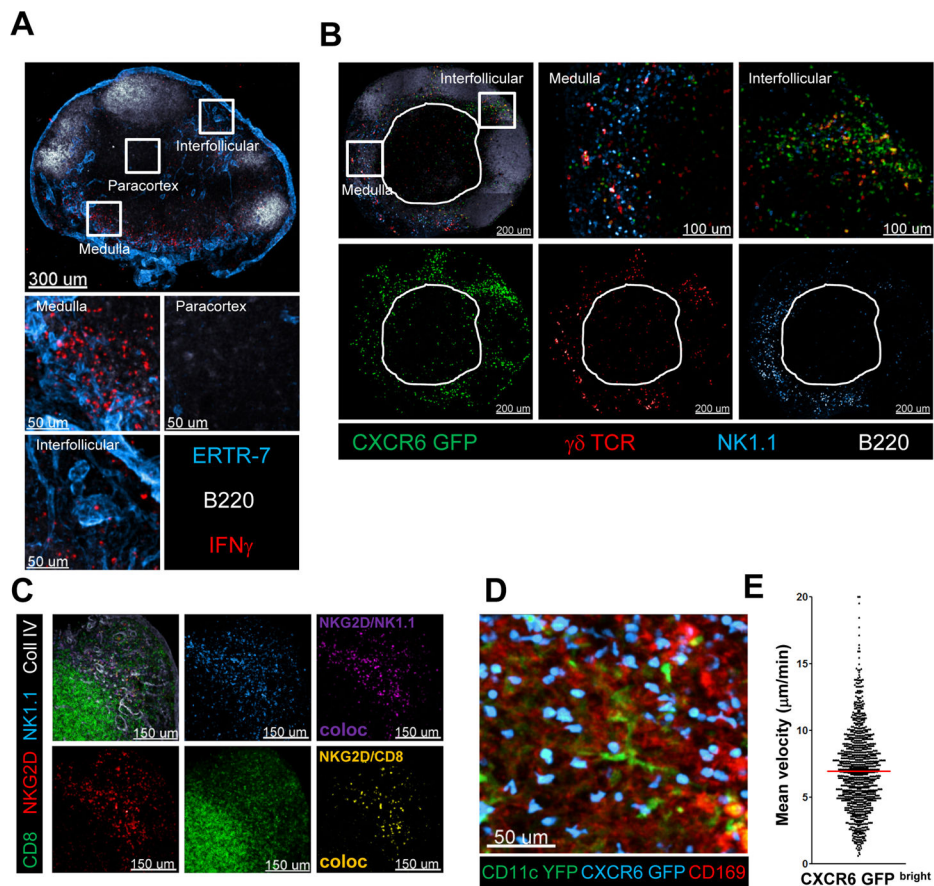 A
Interfollicular
Paracortex
Medulla
300 um
Medulla
Paracortex
50 um
50 um
Interfollicular
50 um
ERTR-7
B220
IFNγ
B
Interfollicular
Medulla
200 um
Medulla
100 um
Interfollicular
100 um
200 um
200 um
200 um
CXCR6 GFP γδ TCR NK1.1 B220
C
CD8 NKG2D NK1.1 Coll IV
150 um
150 um
NKG2D/NK1.1
coloc
150 um
150 um
150 um
NKG2D/CD8
coloc
150 um
D
50 um
CD11c YFP CXCR6 GFP CD169
E
Mean velocity (µm/min)
20
15
10
5
0
CXCR6 GFP bright